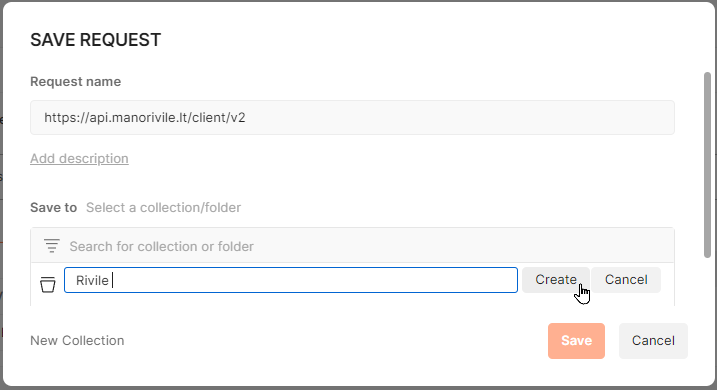 SAVE REQUEST
Request name
https://api.manorivile.lt/client/v2
Add description
Save to Select a collection/folder
Search for collection or folder
Rivile Create Cancel
New Collection Save Cancel